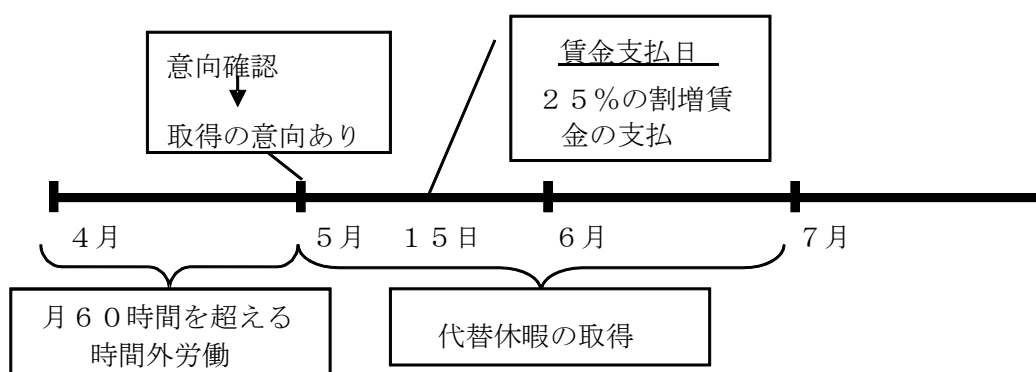 意向確認
取得の意向あり
賃金支払日
２５％の割増賃
金の支払
４月
５月
１５日
６月
７月
月６０時間を超える
時間外労働
代替休暇の取得